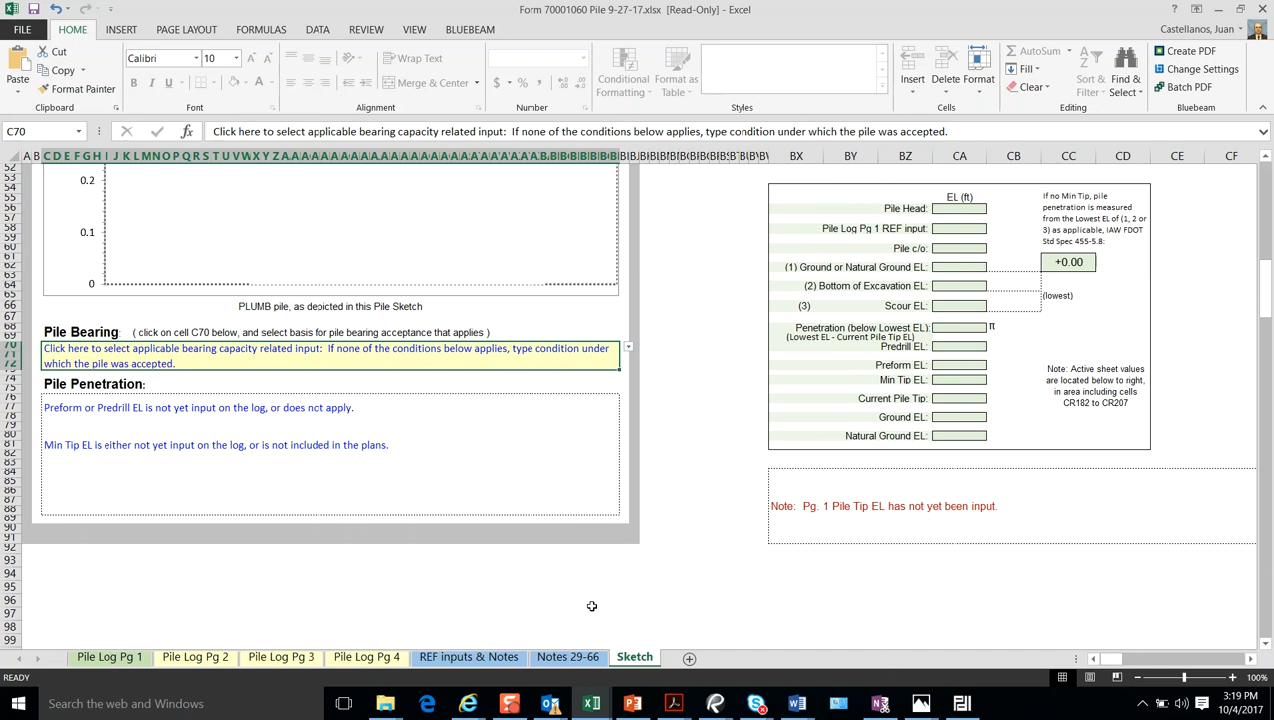 Form 70001060 Pile 9-27-17.xlsx [Read-Only] - Excel
FILE HOME INSERT PAGE LAYOUT FORMULAS DATA REVIEW VIEW BLUEBEAM Castellanos, Juan
Cut
Copy
Format Painter
Paste
Clipboard
Calibri 10
B I U
Font
Wrap Text
Merge & Center
Alignment
$ % ,
Number
Conditional Formatting
Format as Table
Styles
Insert Delete Format
Cells
AutoSum
Fill
Clear
Sort & Filter
Find & Select
Editing
Create PDF
Change Settings
Batch PDF
Bluebeam
C70 fx Click here to select applicable bearing capacity related input: If none of the conditions below applies, type condition under which the pile was accepted.
BX BY BZ CA CB CC CD CE CF
0.2
0.1
0
PLUMB pile, as depicted in this Pile Sketch
Pile Bearing: ( click on cell C70 below, and select basis for pile bearing acceptance that applies )
Click here to select applicable bearing capacity related input: If none of the conditions below applies, type condition under
which the pile was accepted.
Pile Penetration:
Preform or Predrill EL is not yet input on the log, or does not apply.
Min Tip EL is either not yet input on the log, or is not included in the plans.
EL (ft)
Pile Head:
Pile Log Pg 1 REF input:
Pile c/o:
(1) Ground or Natural Ground EL:
(2) Bottom of Excavation EL:
(3) Scour EL:
Penetration (below Lowest EL): ft
(Lowest EL - Current Pile Tip EL)
Predrill EL:
Preform EL:
Min Tip EL:
Current Pile Tip:
Ground EL:
Natural Ground EL:
If no Min Tip, pile
penetration is measured
from the Lowest EL of (1, 2 or
3) as applicable, IAW FDOT
Std Spec 455-5.8:
+0.00
(lowest)
Note: Active sheet values
are located below to right,
in area including cells
CR182 to CR207
Note: Pg. 1 Pile Tip EL has not yet been input.
92
93
94
95
96
97
98
99
Pile Log Pg 1 Pile Log Pg 2 Pile Log Pg 3 Pile Log Pg 4 REF inputs & Notes Notes 29-66 Sketch
READY 100%
Search the web and Windows
3:19 PM
10/4/2017